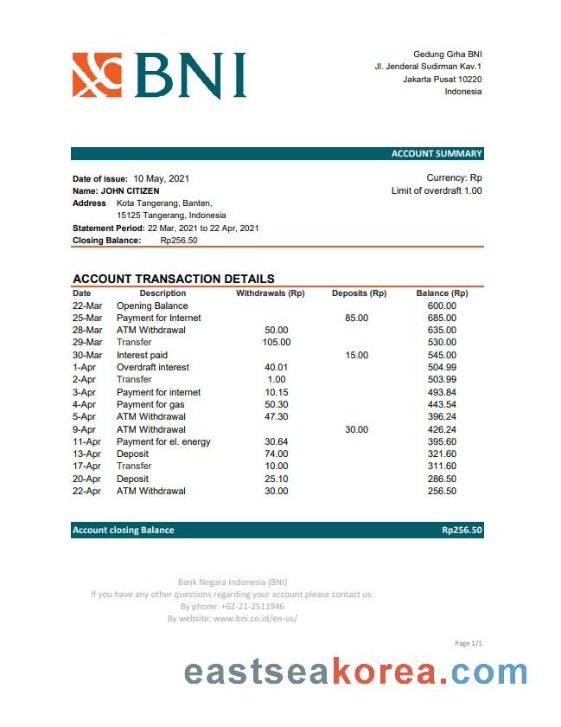 BNI
Gedung Grha BNI
Jl. Jenderal Sudirman Kav.1
Jakarta Pusat 10220
Indonesia
ACCOUNT SUMMARY
Date of issue: 10 May, 2021
Currency: Rp
Name: JOHN CITIZEN
Limit of overdraft 1.00
Address Kota Tangerang, Banten,
15125 Tangerang, Indonesia
Statement Period: 22 Mar, 2021 to 22 Apr, 2021
Closing Balance: Rp256.50
ACCOUNT TRANSACTION DETAILS
Date Description Withdrawals (Rp) Deposits (Rp) Balance (Rp)
22-Mar Opening Balance 600.00
25-Mar Payment for Internet 85.00 685.00
28-Mar ATM Withdrawal 50.00 635.00
29-Mar Transfer 105.00 530.00
30-Mar Interest paid 15.00 545.00
1-Apr Overdraft interest 40.01 504.99
2-Apr Transfer 1.00 503.99
3-Apr Payment for internet 10.15 493.84
4-Apr Payment for gas 50.30 443.54
5-Apr ATM Withdrawal 47.30 396.24
9-Apr ATM Withdrawal 30.00 426.24
11-Apr Payment for el. energy 30.64 395.60
13-Apr Deposit 74.00 321.60
17-Apr Transfer 10.00 311.60
20-Apr Deposit 25.10 286.50
22-Apr ATM Withdrawal 30.00 256.50
Account closing Balance Rp256.50
Bank Negara Indonesia (BNI)
If you have any other questions regarding your account please contact us:
By phone: +62-21-2511946
By website: www.bni.co.id/en-us/
Page 1/1
eastseakorea.com